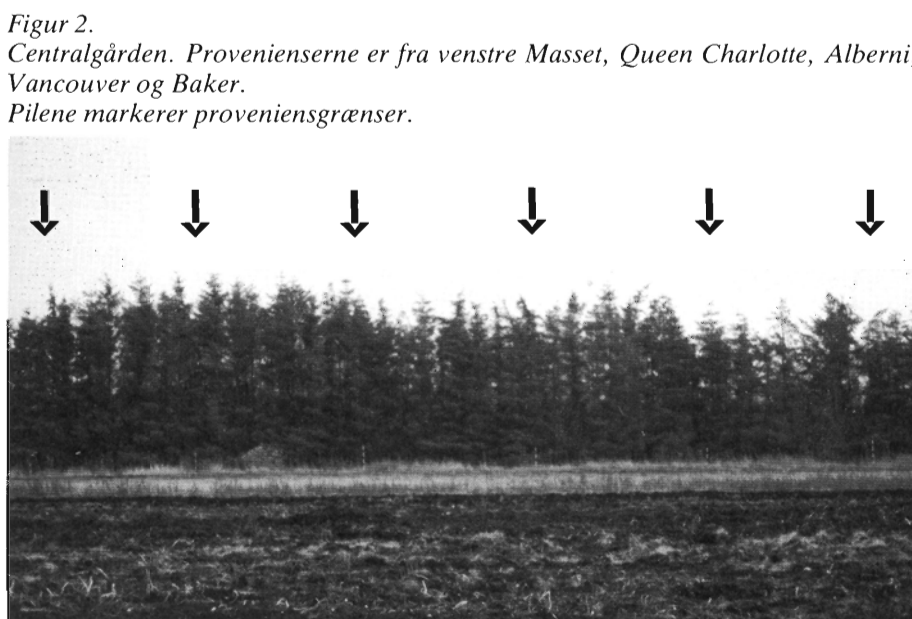 Figur 2.
Centralgården. Provenienserne er fra venstre Masset, Queen Charlotte, Alberni,
Vancouver og Baker.
Pilene markerer proveniensgrænser.